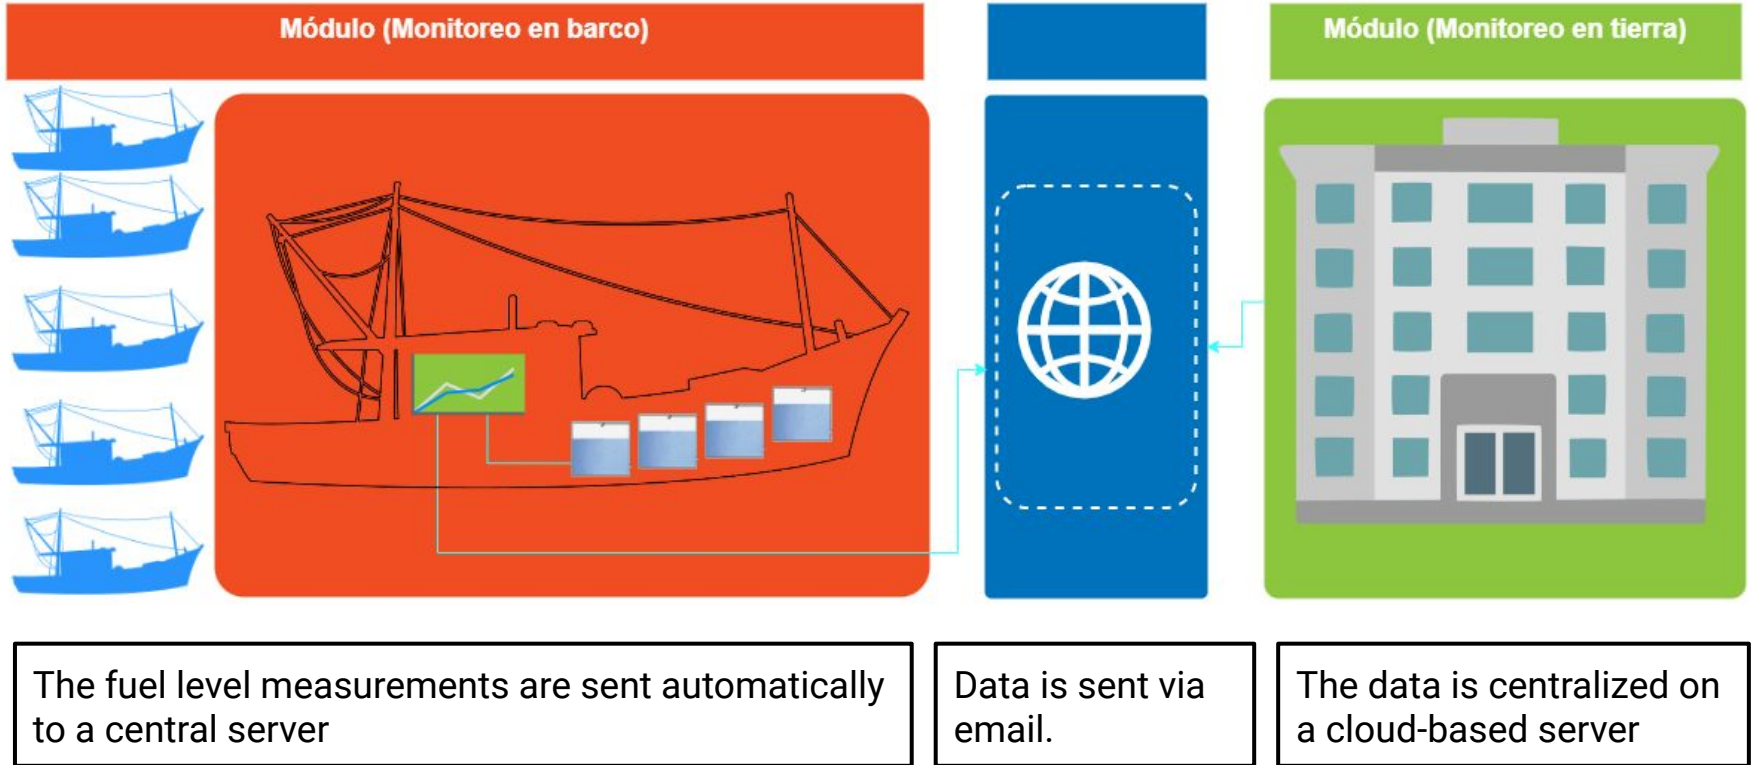 Módulo (Monitoreo en barco)
Módulo (Monitoreo en tierra)
The fuel level measurements are sent automatically
to a central server
Data is sent via
email.
The data is centralized on
a cloud-based server